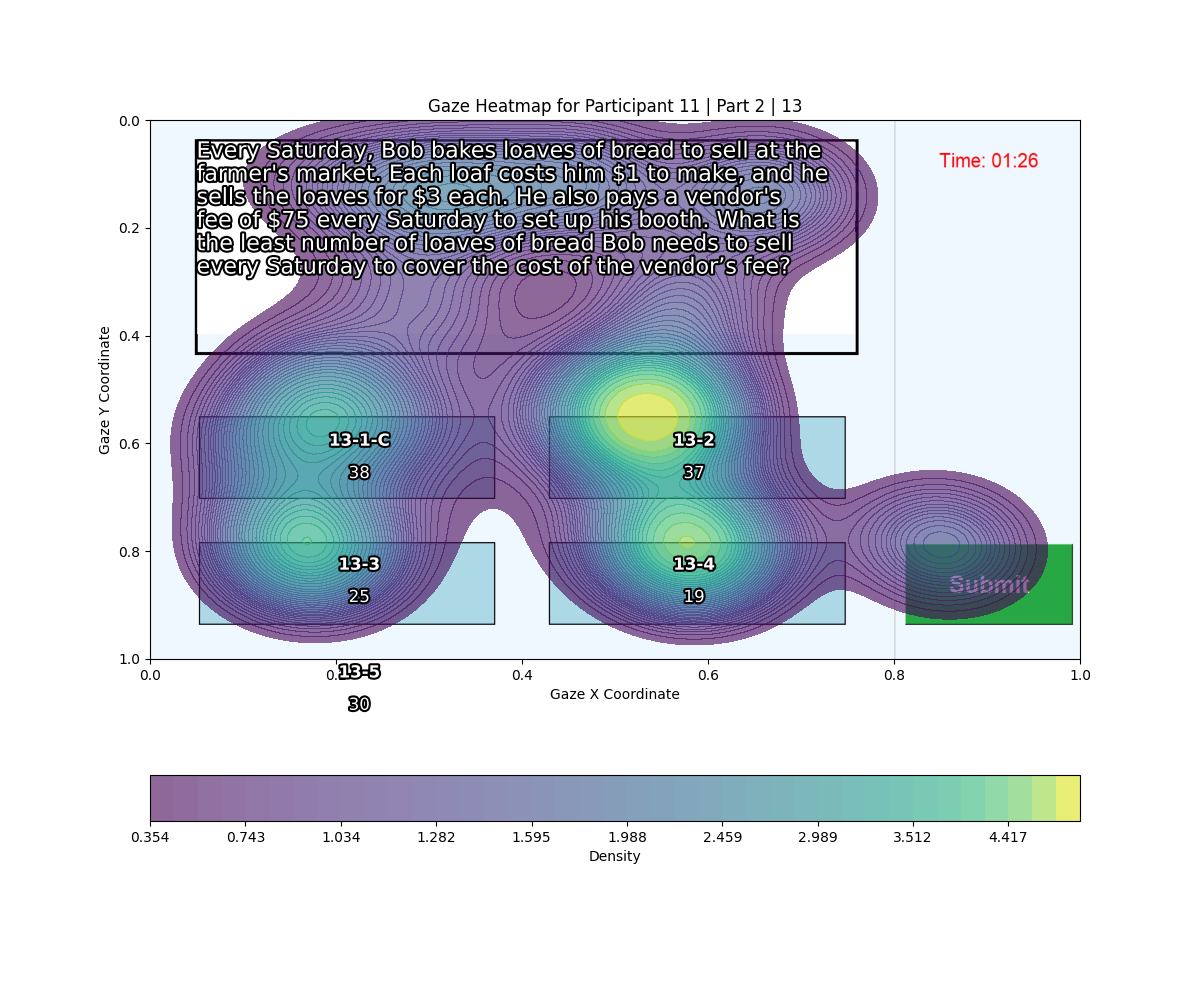 Gaze Heatmap for Participant 11 | Part 2 | 13
0.0
0.2
0.4
0.6
0.8
1.0
Gaze Y Coordinate
Every Saturday, Bob bakes loaves of bread to sell at the
farmer's market. Each loaf costs him $1 to make, and he
sells the loaves for $3 each. He also pays a vendor's
fee of $75 every Saturday to set up his booth. What is
the least number of loaves of bread Bob needs to sell
every Saturday to cover the cost of the vendor’s fee?
Time: 01:26
13-1-C
38
13-2
37
13-3
25
13-4
19
Submit
13-5
30
0.0
0.4
0.6
0.8
1.0
Gaze X Coordinate
0.354
0.743
1.034
1.282
1.595
1.988
2.459
2.989
3.512
4.417
Density